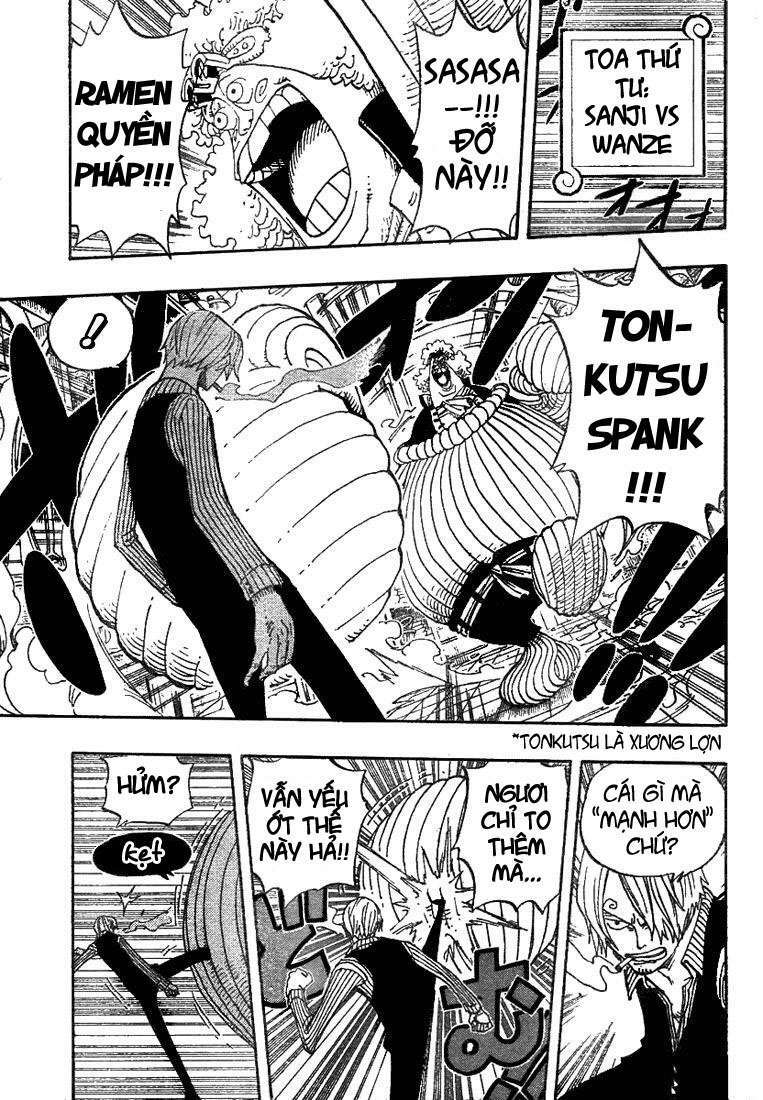 TOA THỨ
TƯ:
SANJI VS
WANZE
SASASA
--!!!
ĐỠ
NÀY!!
RAMEN
QUYỀN
PHÁP!!!
TON-
KUTSU
SPANK
!!!
!
*TONKUTSU LÀ XƯƠNG LỢN
CÁI GÌ MÀ
"MẠNH HƠN"
CHỨ?
NGƯƠI
CHỈ TO
THÊM
MÀ...
VẪN YẾU
ỚT THẾ
NÀY HẢ!!
HỬM?
kẹt